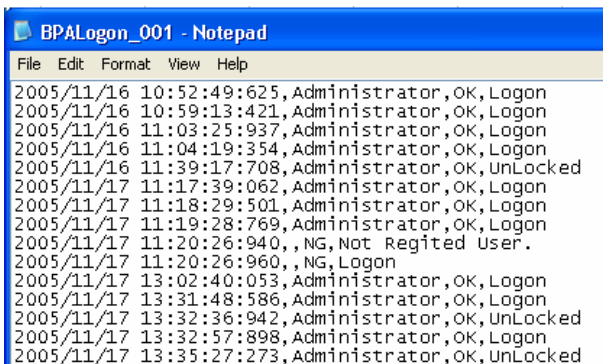 BPALogon_001 - Notepad
File Edit Format View Help
2005/11/16 10:52:49:625,Administrator,OK,Logon
2005/11/16 10:59:13:421,Administrator,OK,Logon
2005/11/16 11:03:25:937,Administrator,OK,Logon
2005/11/16 11:04:19:354,Administrator,OK,Logon
2005/11/16 11:39:17:708,Administrator,OK,UnLocked
2005/11/17 11:17:39:062,Administrator,OK,Logon
2005/11/17 11:18:29:501,Administrator,OK,Logon
2005/11/17 11:19:28:769,Administrator,OK,Logon
2005/11/17 11:20:26:940,,NG,Not Regited User.
2005/11/17 11:20:26:960,,NG,Logon
2005/11/17 13:02:40:053,Administrator,OK,Logon
2005/11/17 13:31:48:586,Administrator,OK,Logon
2005/11/17 13:32:36:942,Administrator,OK,UnLocked
2005/11/17 13:32:57:898,Administrator,OK,Logon
2005/11/17 13:35:27:273,Administrator,OK,UnLocked